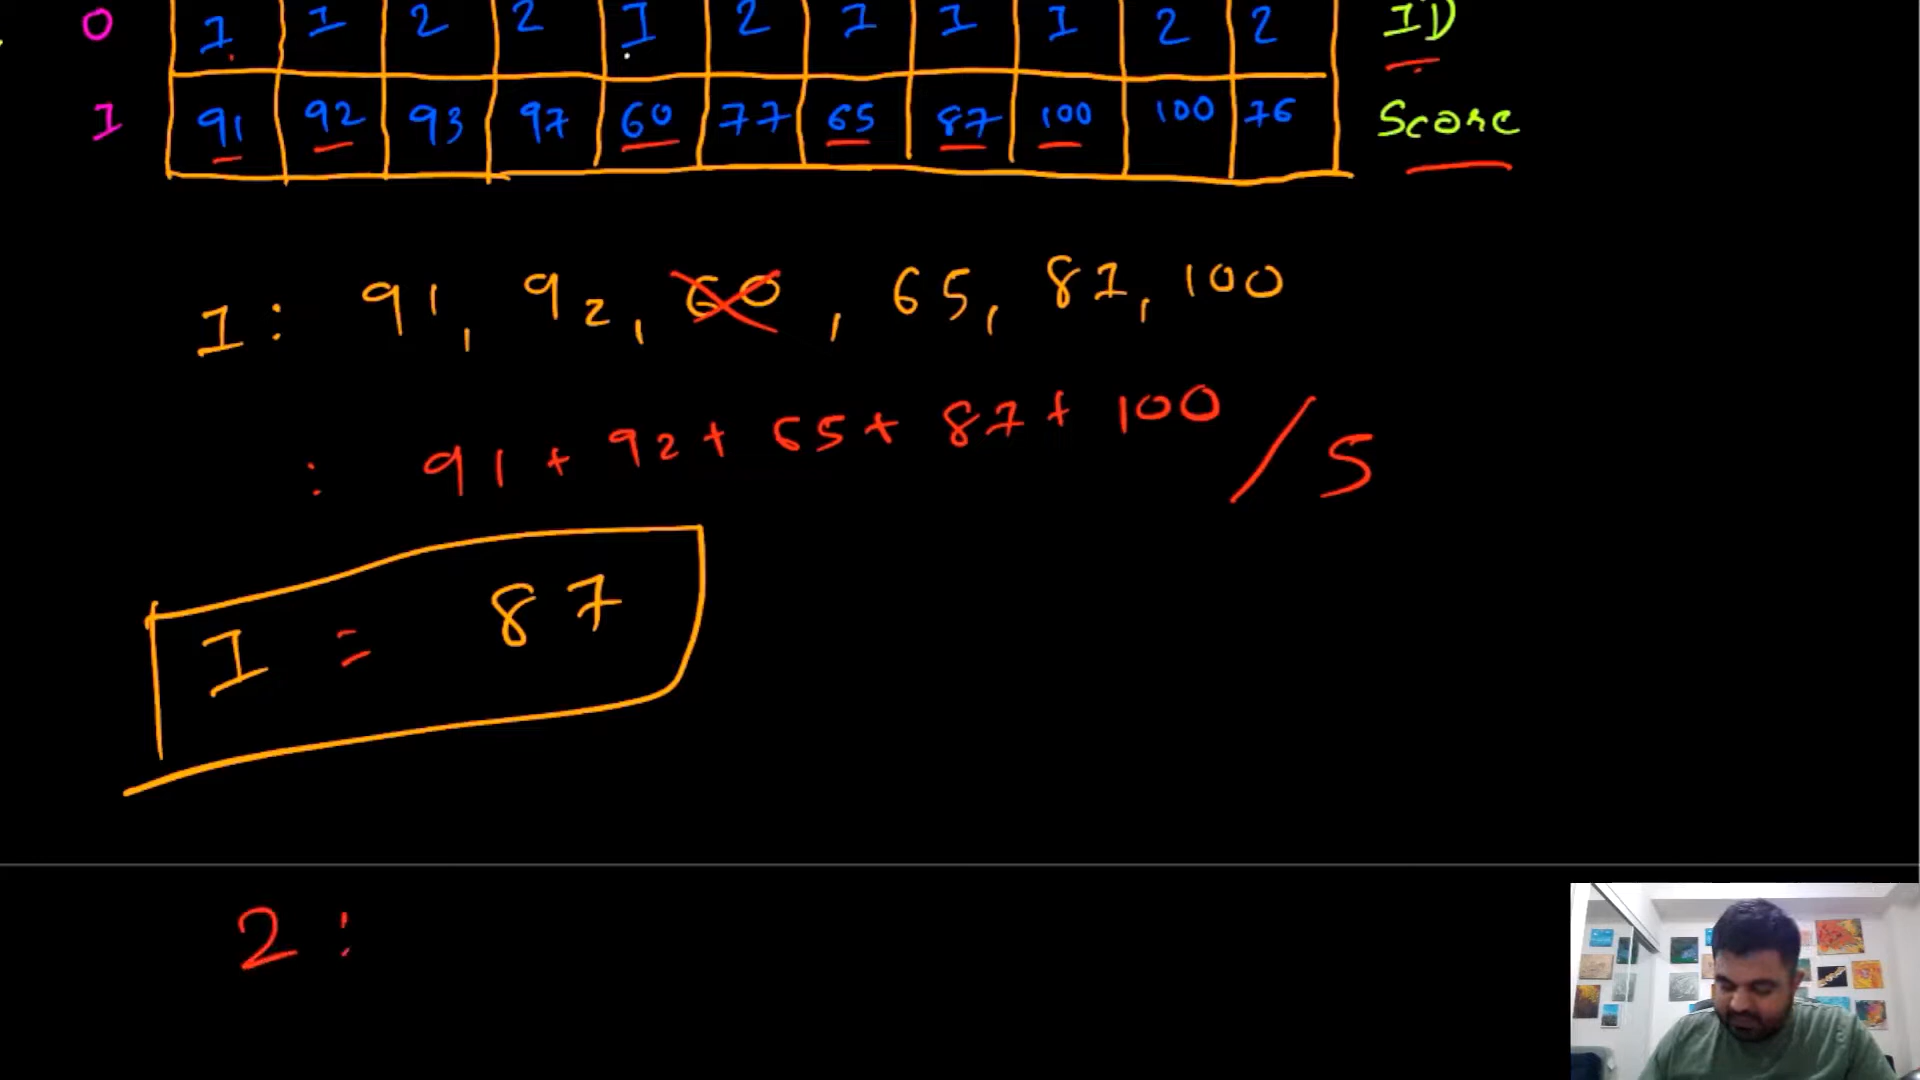 0 1 1 2 2 1 2 1 1 1 2 2 ID
1 91 92 93 97 60 77 65 87 100 100 76 Score
1: 91, 92, 60, 65, 87, 100
: 91 + 92 + 65 + 87 + 100 / 5
1 = 87
2: